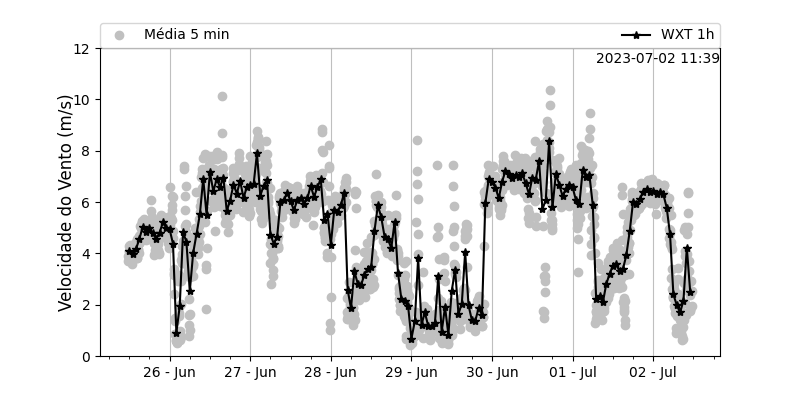 Média 5 min
WXT 1h
2023-07-02 11:39
Velocidade do Vento (m/s)
12
10
8
6
4
2
0
26 - Jun
27 - Jun
28 - Jun
29 - Jun
30 - Jun
01 - Jul
02 - Jul